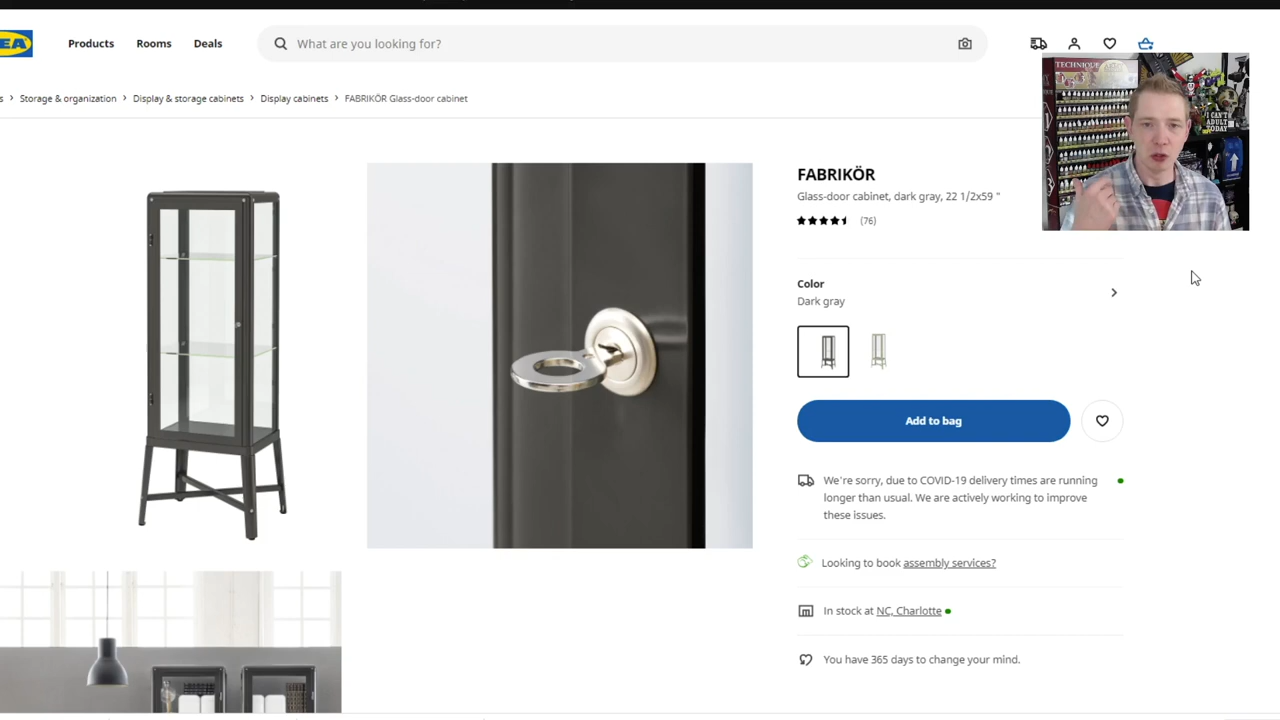 EA
Products
Rooms
Deals
What are you looking for?
s > Storage & organization > Display & storage cabinets > Display cabinets > FABRIKÖR Glass-door cabinet
TECHNIQUE
I CAN'T
ADULT
TODAY
FABRIKÖR
Glass-door cabinet, dark gray, 22 1/2x59 "
(76)
Color
Dark gray
Add to bag
We're sorry, due to COVID-19 delivery times are running
longer than usual. We are actively working to improve
these issues.
Looking to book assembly services?
In stock at NC, Charlotte
You have 365 days to change your mind.